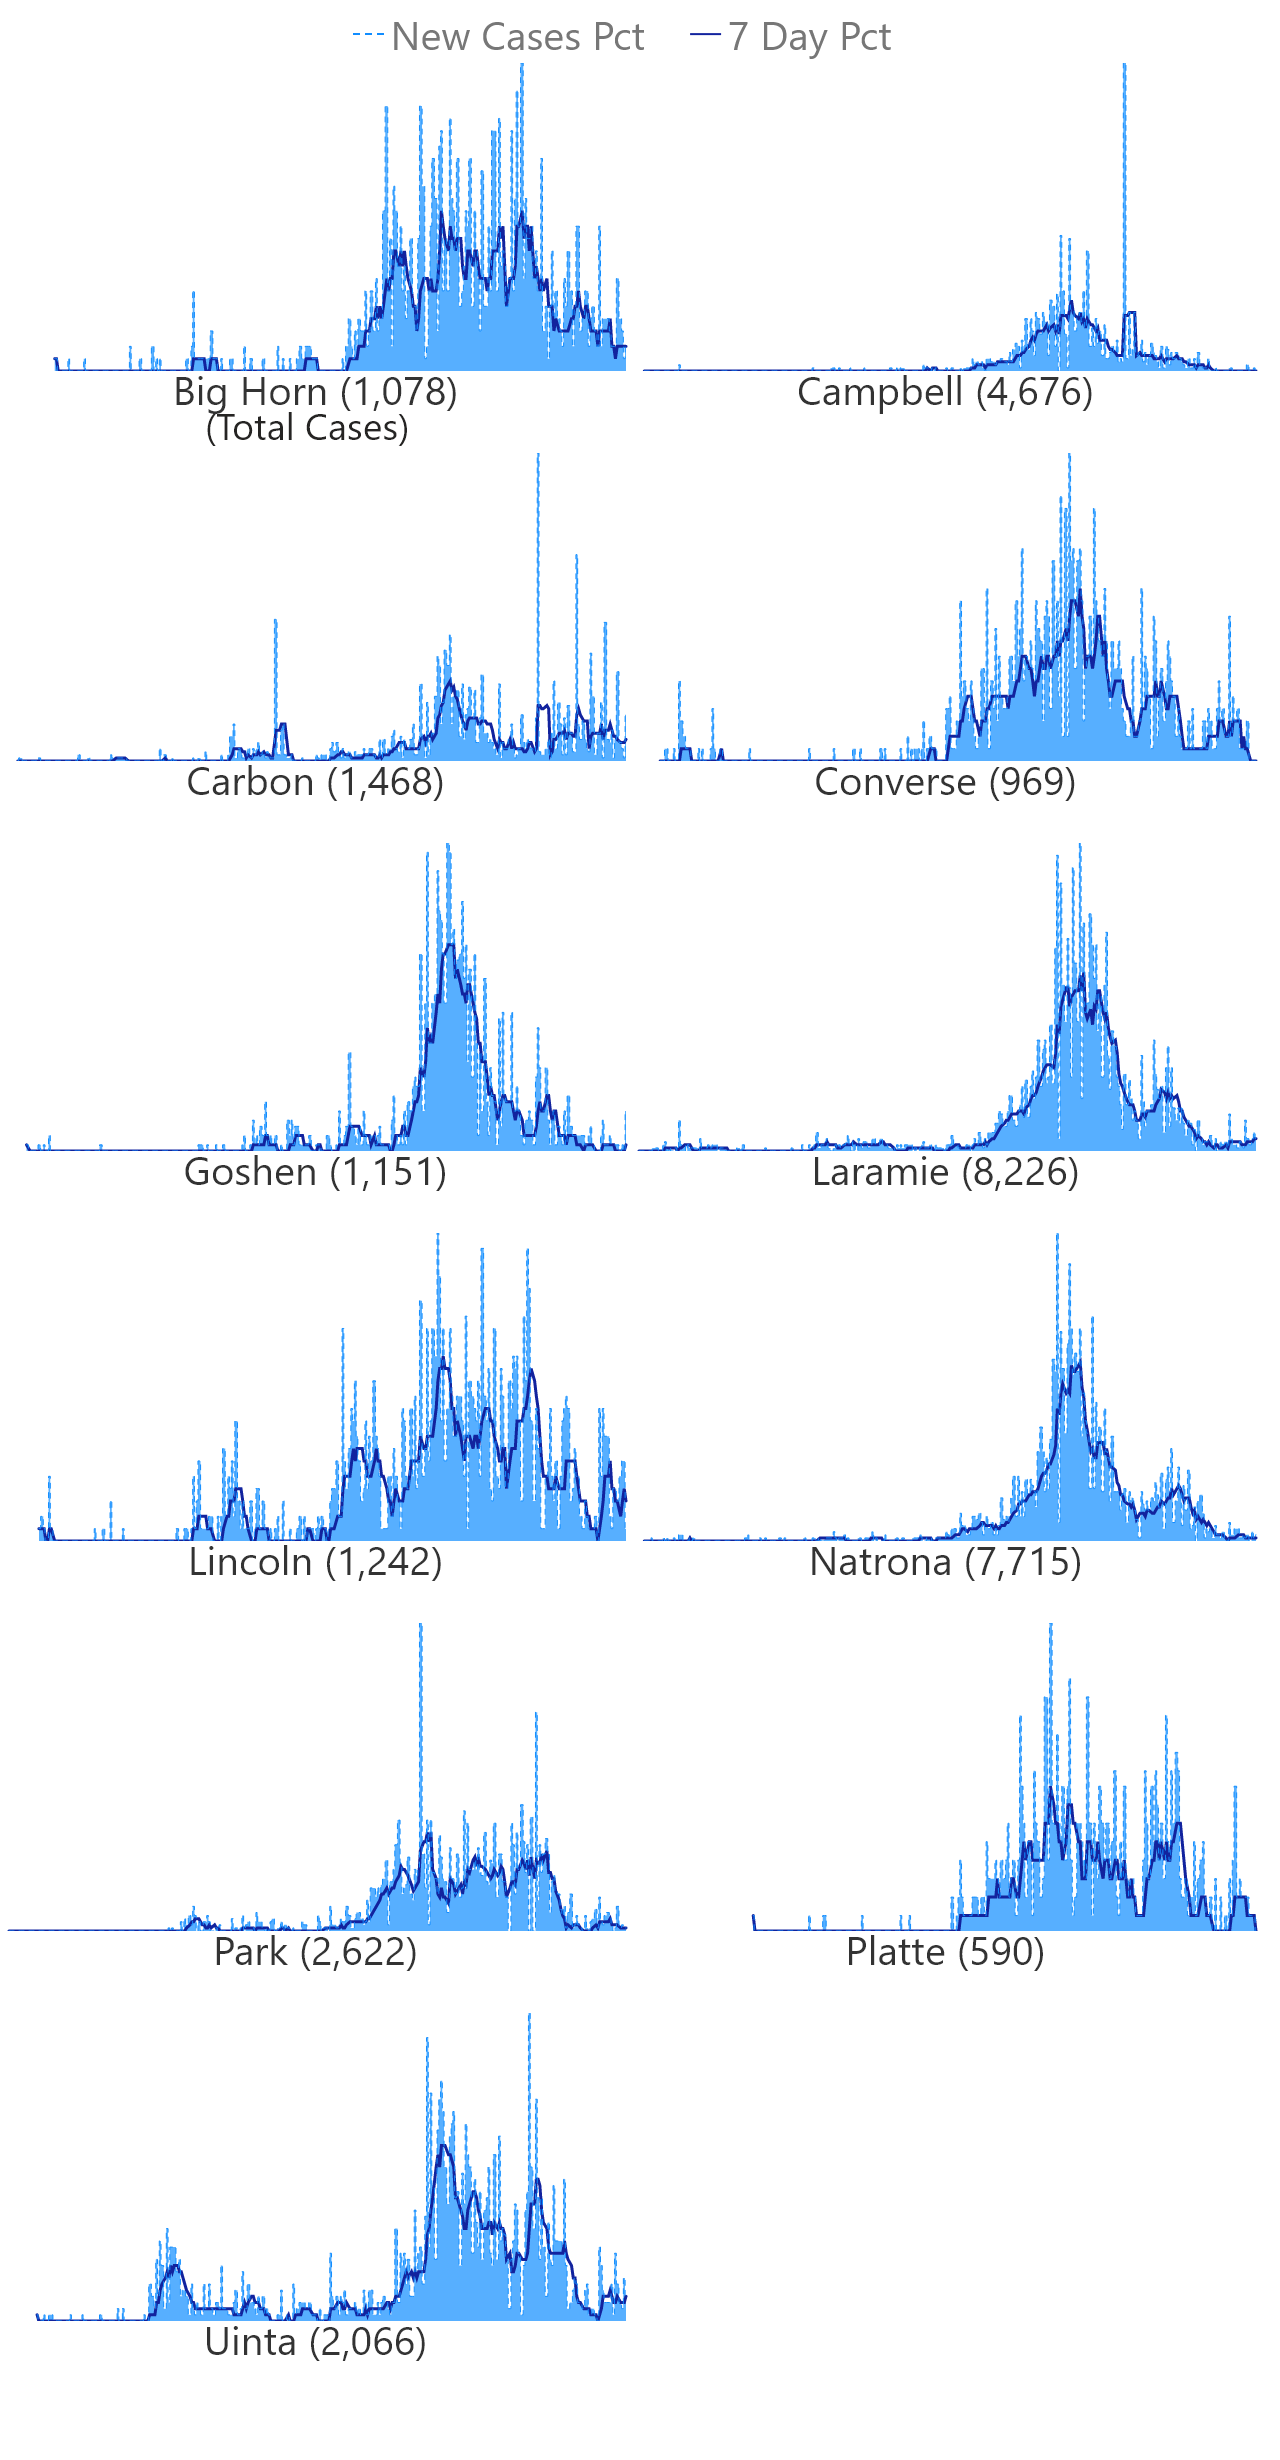 New Cases Pct 7 Day Pct
Big Horn (1,078) Campbell (4,676)
(Total Cases)
Carbon (1,468) Converse (969)
Goshen (1,151) Laramie (8,226)
Lincoln (1,242) Natrona (7,715)
Park (2,622) Platte (590)
Uinta (2,066)